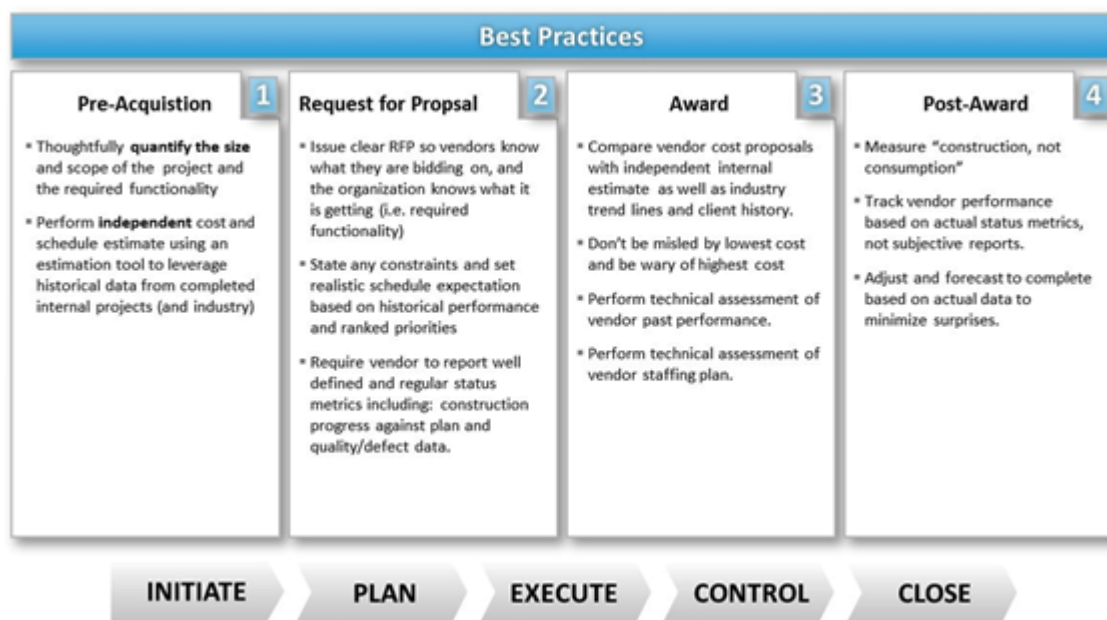 Best Practices
Pre-Acquistion
1
▪ Thoughtfully quantify the size
and scope of the project and
the required functionality
▪ Perform independent cost and
schedule estimate using an
estimation tool to leverage
historical data from completed
internal projects (and industry)
Request for Propsal
2
▪ Issue clear RFP so vendors know
what they are bidding on, and
the organization knows what it
is getting (i.e. required
functionality)
▪ State any constraints and set
realistic schedule expectation
based on historical performance
and ranked priorities
▪ Require vendor to report well
defined and regular status
metrics including: construction
progress against plan and
quality/defect data.
Award
3
▪ Compare vendor cost proposals
with independent internal
estimate as well as industry
trend lines and client history.
▪ Don't be misled by lowest cost
and be wary of highest cost
▪ Perform technical assessment of
vendor past performance.
▪ Perform technical assessment of
vendor staffing plan.
Post-Award
4
▪ Measure “construction, not
consumption”
▪ Track vendor performance
based on actual status metrics,
not subjective reports.
▪ Adjust and forecast to complete
based on actual data to
minimize surprises.
INITIATE
PLAN
EXECUTE
CONTROL
CLOSE